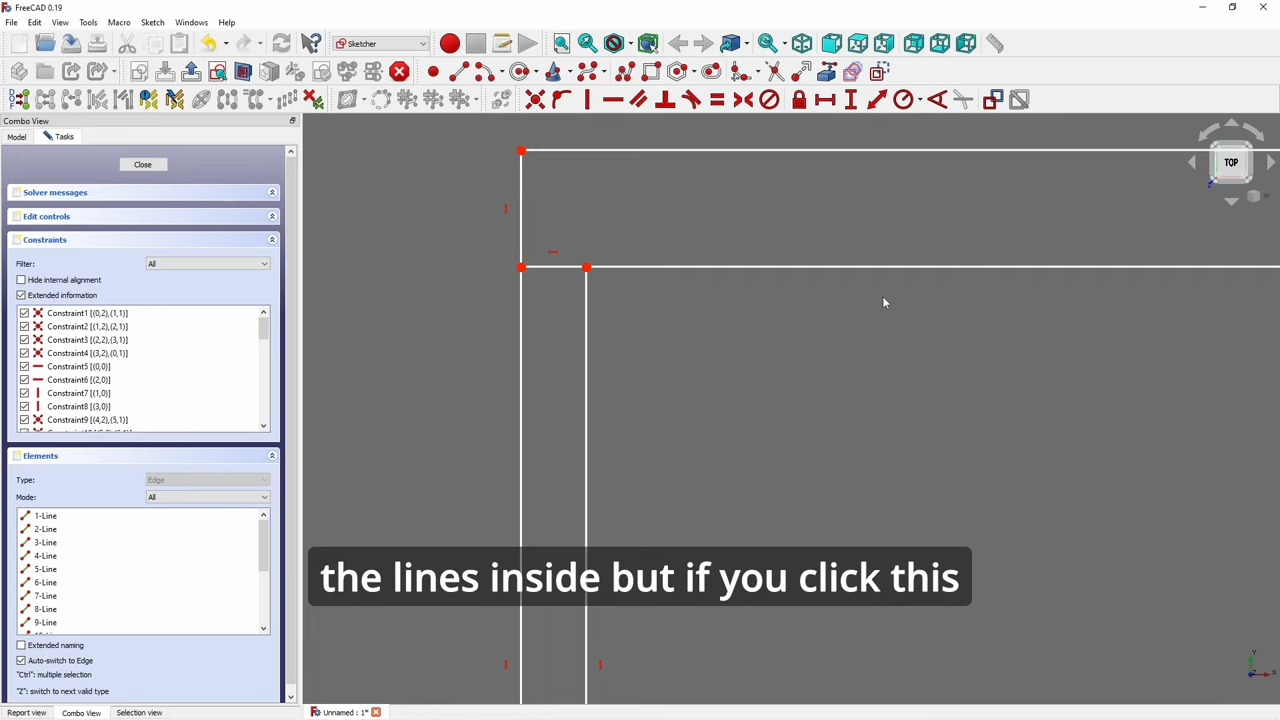 FreeCAD 0.19
File Edit View Tools Macro Sketch Windows Help
Sketcher
Combo View
Model Tasks
Close
Solver messages
Edit controls
Constraints
Filter: All
Hide internal alignment
Extended information
Constraint1 [(0,2),(1,1)]
Constraint2 [(1,2),(2,1)]
Constraint3 [(2,2),(3,1)]
Constraint4 [(3,2),(0,1)]
Constraint5 [(0,0)]
Constraint6 [(2,0)]
Constraint7 [(1,0)]
Constraint8 [(3,0)]
Constraint9 [(4,2),(5,1)]
Elements
Type: Edge
Mode: All
1-Line
2-Line
3-Line
4-Line
5-Line
6-Line
7-Line
8-Line
9-Line
Extended naming
Auto-switch to Edge
"Ctrl": multiple selection
"Z": switch to next valid type
Report view Combo View Selection view
Unnamed : 1*
TOP
Z
the lines inside but if you click this
Y
Z X